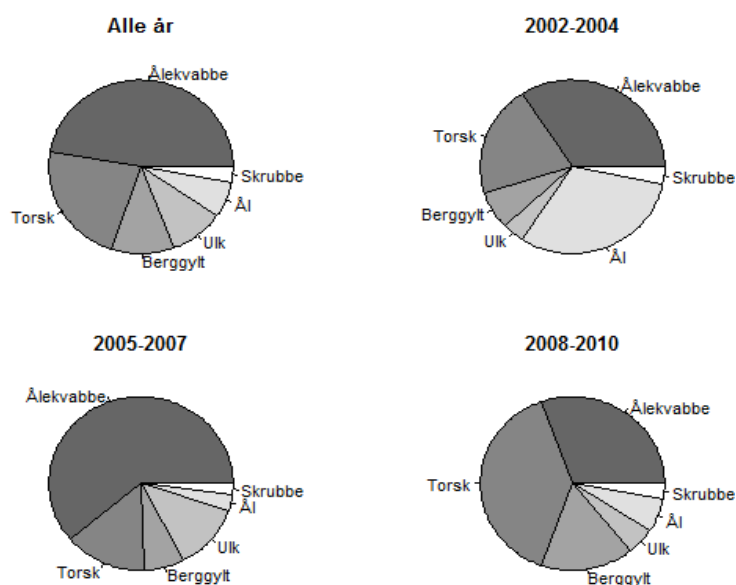 Alle år
Ålekvabbe
Torsk
Berggylt
Ulk
Ål
Skrubbe
2002-2004
Ålekvabbe
Torsk
Berggylt
Ulk
Ål
Skrubbe
2005-2007
Ålekvabbe
Torsk
Berggylt
Ulk
Ål
Skrubbe
2008-2010
Ålekvabbe
Torsk
Berggylt
Ulk
Ål
Skrubbe